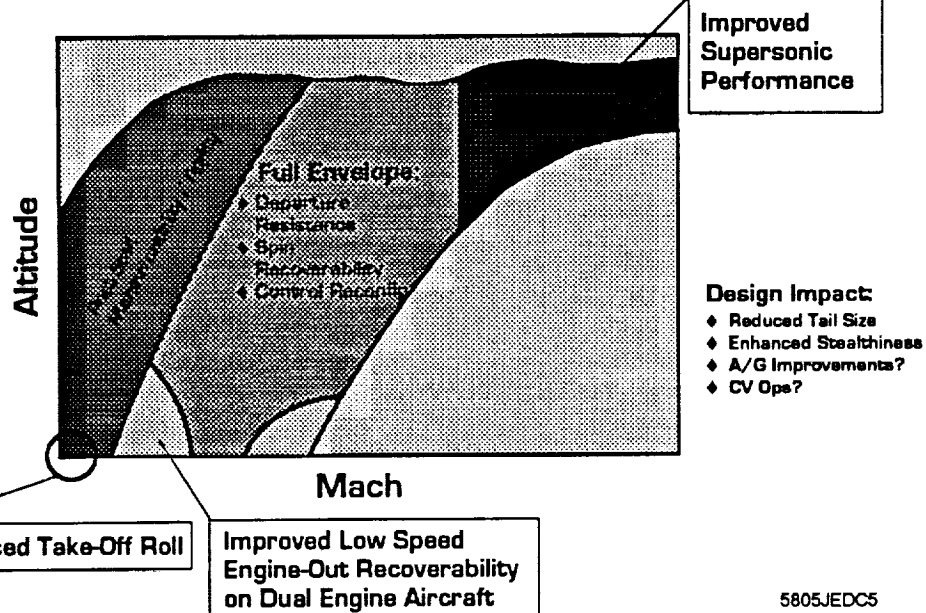 Improved
Supersonic
Performance
Altitude
Full Envelope:
♦ Departure
Resistance
♦ Spin
Recoverability
♦ Control Reconfig
Design Impact:
♦ Reduced Tail Size
♦ Enhanced Stealthiness
♦ A/G Improvements?
♦ CV Ops?
Mach
ced Take-Off Roll
Improved Low Speed
Engine-Out Recoverability
on Dual Engine Aircraft
5805JEDC5